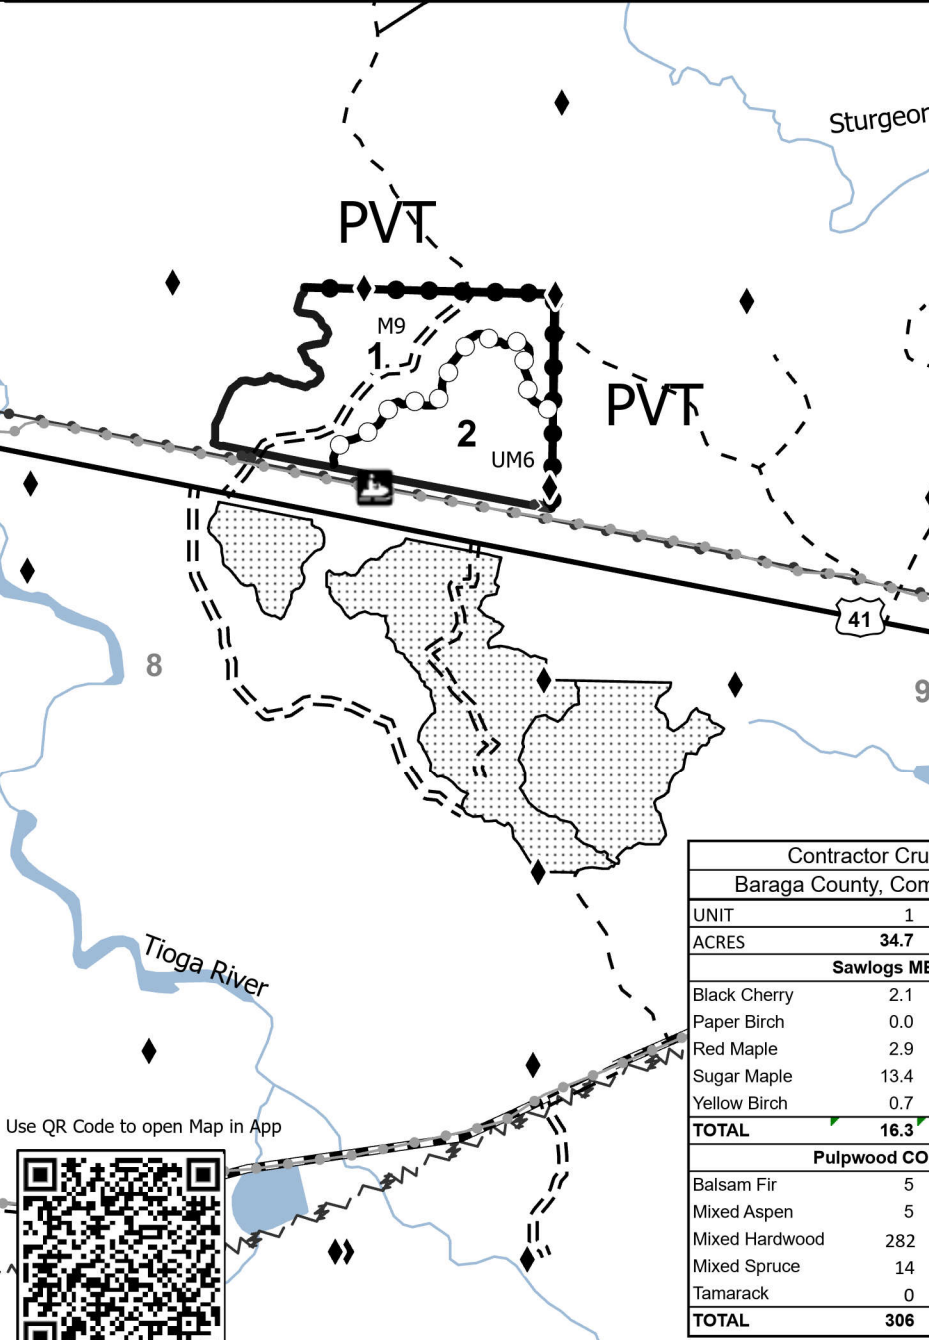 Sturgeon
PVT
M9
1
PVT
2
UM6
41
8
9
Tioga River
Use QR Code to open Map in App
Contractor Cru
Baraga County, Com
UNIT 1
ACRES 34.7
Sawlogs MB
Black Cherry 2.1
Paper Birch 0.0
Red Maple 2.9
Sugar Maple 13.4
Yellow Birch 0.7
TOTAL 16.3
Pulpwood CO
Balsam Fir 5
Mixed Aspen 5
Mixed Hardwood 282
Mixed Spruce 14
Tamarack 0
TOTAL 306